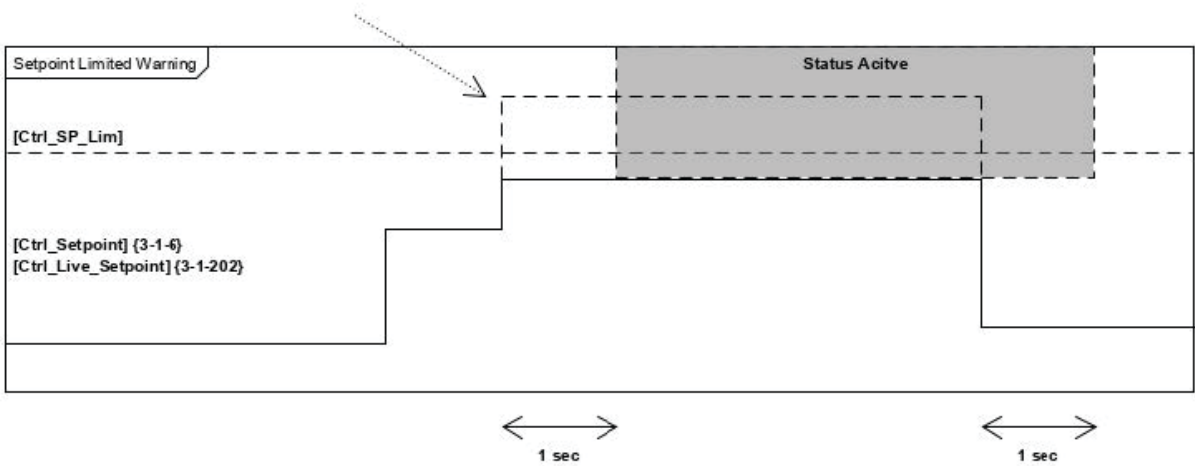 Setpoint Limited Warning
Status Acitve
[Ctrl_SP_Lim]
[Ctrl_Setpoint] {3-1-6}
[Ctrl_Live_Setpoint] {3-1-202}
1 sec
1 sec